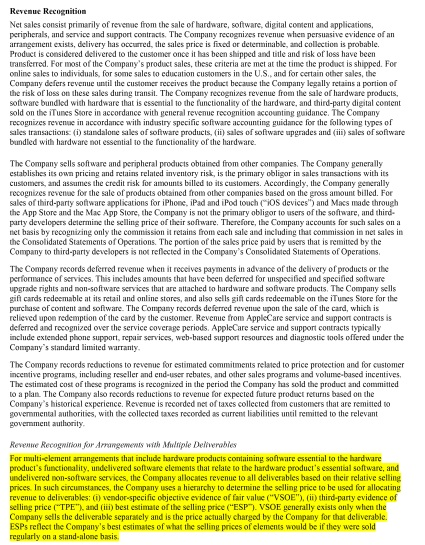 Revenue Recognition
Net sales consist primarily of revenue from the sale of hardware, software, digital content and applications,
peripherals, and service and support contracts. The Company recognizes revenue when persuasive evidence of an
arrangement exists, delivery has occurred, the sales price is fixed or determinable, and collection is probable.
Product is considered delivered to the customer once it has been shipped and title and risk of loss have been
transferred. For most of the Company's product sales, these criteria are met at the time the product is shipped. For
online sales to individuals, for some sales to education customers in the U.S., and for certain other sales, the
Company defers revenue until the customer receives the product because the Company legally retains a portion of
the risk of loss on these sales during transit. The Company recognizes revenue from the sale of hardware products,
software bundled with hardware that is essential to the functionality of the hardware, and third-party digital content
sold on the iTunes Store in accordance with general revenue recognition accounting guidance. The Company
recognizes revenue in accordance with industry specific software accounting guidance for the following types of
sales transactions: (i) standalone sales of software products, (ii) sales of software upgrades and (iii) sales of software
bundled with hardware not essential to the functionality of the hardware.
The Company sells software and peripheral products obtained from other companies. The Company generally
establishes its own pricing and retains related inventory risk, is the primary obligor in sales transactions with its
customers, and assumes the credit risk for amounts billed to its customers. Accordingly, the Company generally
recognizes revenue for the sale of products obtained from other companies based on the gross amount billed. For
sales of third-party software applications for iPhone, iPad and iPod touch ("iOS devices") and Macs made through
the App Store and the Mac App Store, the Company is not the primary obligor to users of the software, and third-
party developers determine the selling price of their software. Therefore, the Company accounts for such sales on a
net basis by recognizing only the commission it retains from each sale and including that commission in net sales in
the Consolidated Statements of Operations. The portion of the sales price paid by users that is remitted by the
Company to third-party developers is not reflected in the Company's Consolidated Statements of Operations.
The Company records deferred revenue when it receives payments in advance of the delivery of products or the
performance of services. This includes amounts that have been deferred for unspecified and specified software
upgrade rights and non-software services that are attached to hardware and software products. The Company sells
gift cards redeemable at its retail and online stores, and also sells gift cards redeemable on the iTunes Store for the
purchase of content and software. The Company records deferred revenue upon the sale of the card, which is
relieved upon redemption of the card by the customer. Revenue from AppleCare service and support contracts is
deferred and recognized over the service coverage periods. AppleCare service and support contracts typically
include extended phone support, repair services, web-based support resources and diagnostic tools offered under the
Company's standard limited warranty.
The Company records reductions to revenue for estimated commitments related to price protection and for customer
incentive programs, including reseller and end-user rebates, and other sales programs and volume-based incentives.
The estimated cost of these programs is recognized in the period the Company has sold the product and committed
to a plan. The Company also records reductions to revenue for expected future product returns based on the
Company's historical experience. Revenue is recorded net of taxes collected from customers that are remitted to
governmental authorities, with the collected taxes recorded as current liabilities until remitted to the relevant
government authority.
Revenue Recognition for Arrangements with Multiple Deliverables
For multi-element arrangements that include hardware products containing software essential to the hardware
product's functionality, undelivered software elements that relate to the hardware product's essential software, and
undelivered non-software services, the Company allocates revenue to all deliverables based on their relative selling
prices. In such circumstances, the Company uses a hierarchy to determine the selling price to be used for allocating
revenue to deliverables: (i) vendor-specific objective evidence of fair value ("VSOE"), (ii) third-party evidence of
selling price ("TPE"), and (iii) best estimate of the selling price ("ESP"). VSOE generally exists only when the
Company sells the deliverable separately and is the price actually charged by the Company for that deliverable.
ESPs reflect the Company's best estimates of what the selling prices of elements would be if they were sold
regularly on a stand-alone basis.